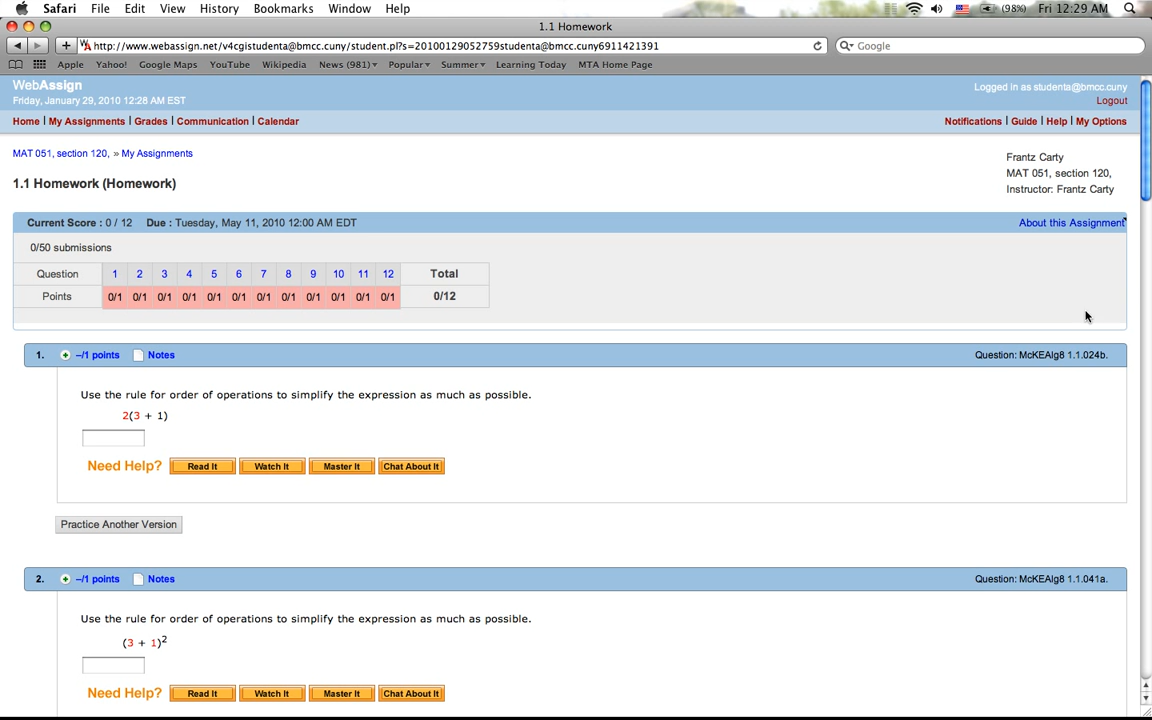 Safari File Edit View History Bookmarks Window Help (98%) Fri 12:29 AM
1.1 Homework
http://www.webassign.net/v4cgistudenta@bmcc.cuny/student.pl?s=20100129052759studenta@bmcc.cuny6911421391 Google
Apple Yahoo! Google Maps YouTube Wikipedia News (981) Popular Summer Learning Today MTA Home Page
WebAssign Logged in as studenta@bmcc.cuny
Friday, January 29, 2010 12:28 AM EST Logout
Home | My Assignments | Grades | Communication | Calendar Notifications | Guide | Help | My Options
MAT 051, section 120, » My Assignments Frantz Carty
MAT 051, section 120,
1.1 Homework (Homework) Instructor: Frantz Carty
Current Score : 0 / 12 Due : Tuesday, May 11, 2010 12:00 AM EDT About this Assignment
0/50 submissions
Question 1 2 3 4 5 6 7 8 9 10 11 12 Total
Points 0/1 0/1 0/1 0/1 0/1 0/1 0/1 0/1 0/1 0/1 0/1 0/1 0/12
1. + –/1 points Notes Question: McKEAlg8 1.1.024b.
Use the rule for order of operations to simplify the expression as much as possible.
2(3 + 1)
Need Help? Read It Watch It Master It Chat About It
Practice Another Version
2. + –/1 points Notes Question: McKEAlg8 1.1.041a.
Use the rule for order of operations to simplify the expression as much as possible.
(3 + 1)²
Need Help? Read It Watch It Master It Chat About It